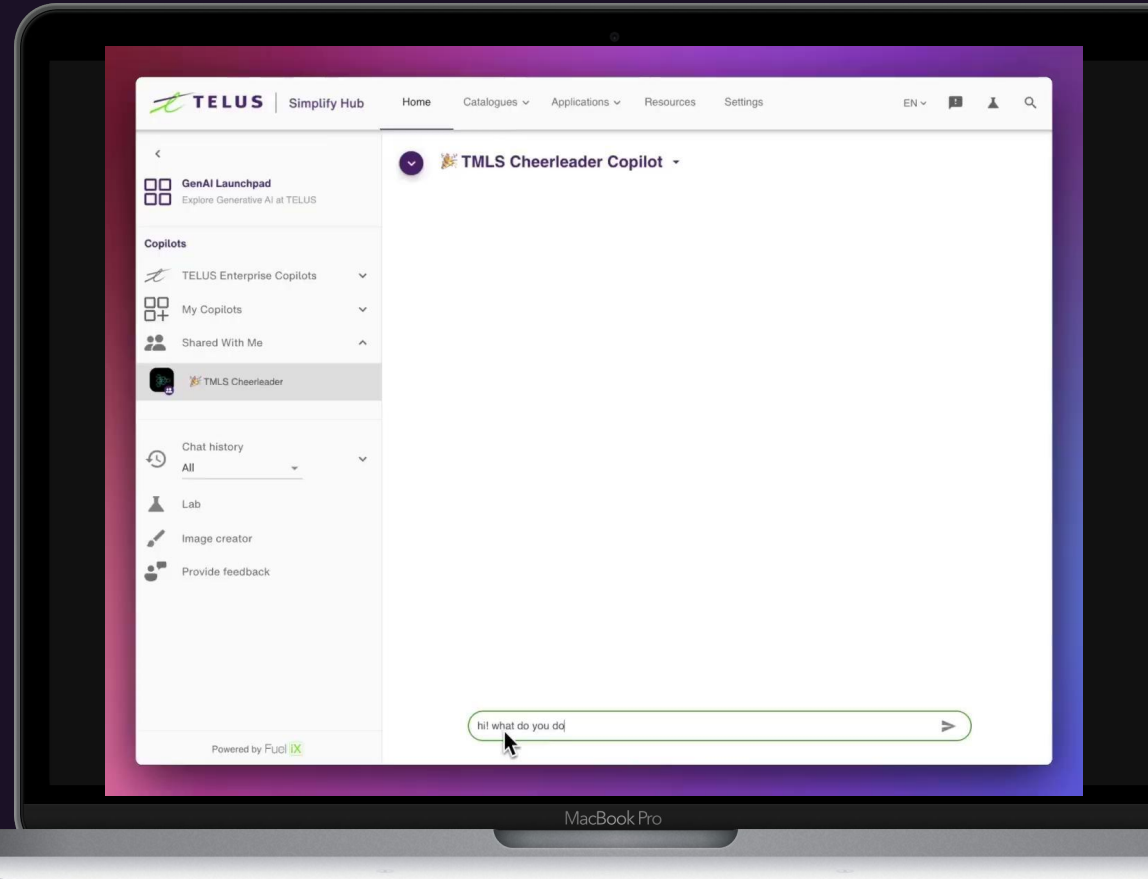 TELUS Simplify Hub Home Catalogues Applications Resources Settings EN
GenAI Launchpad
Explore Generative AI at TELUS
Copilots
TELUS Enterprise Copilots
My Copilots
Shared With Me
TMLS Cheerleader
Chat history
All
Lab
Image creator
Provide feedback
Powered by Fuel iX
🎉 TMLS Cheerleader Copilot
hi! what do you do
MacBook Pro